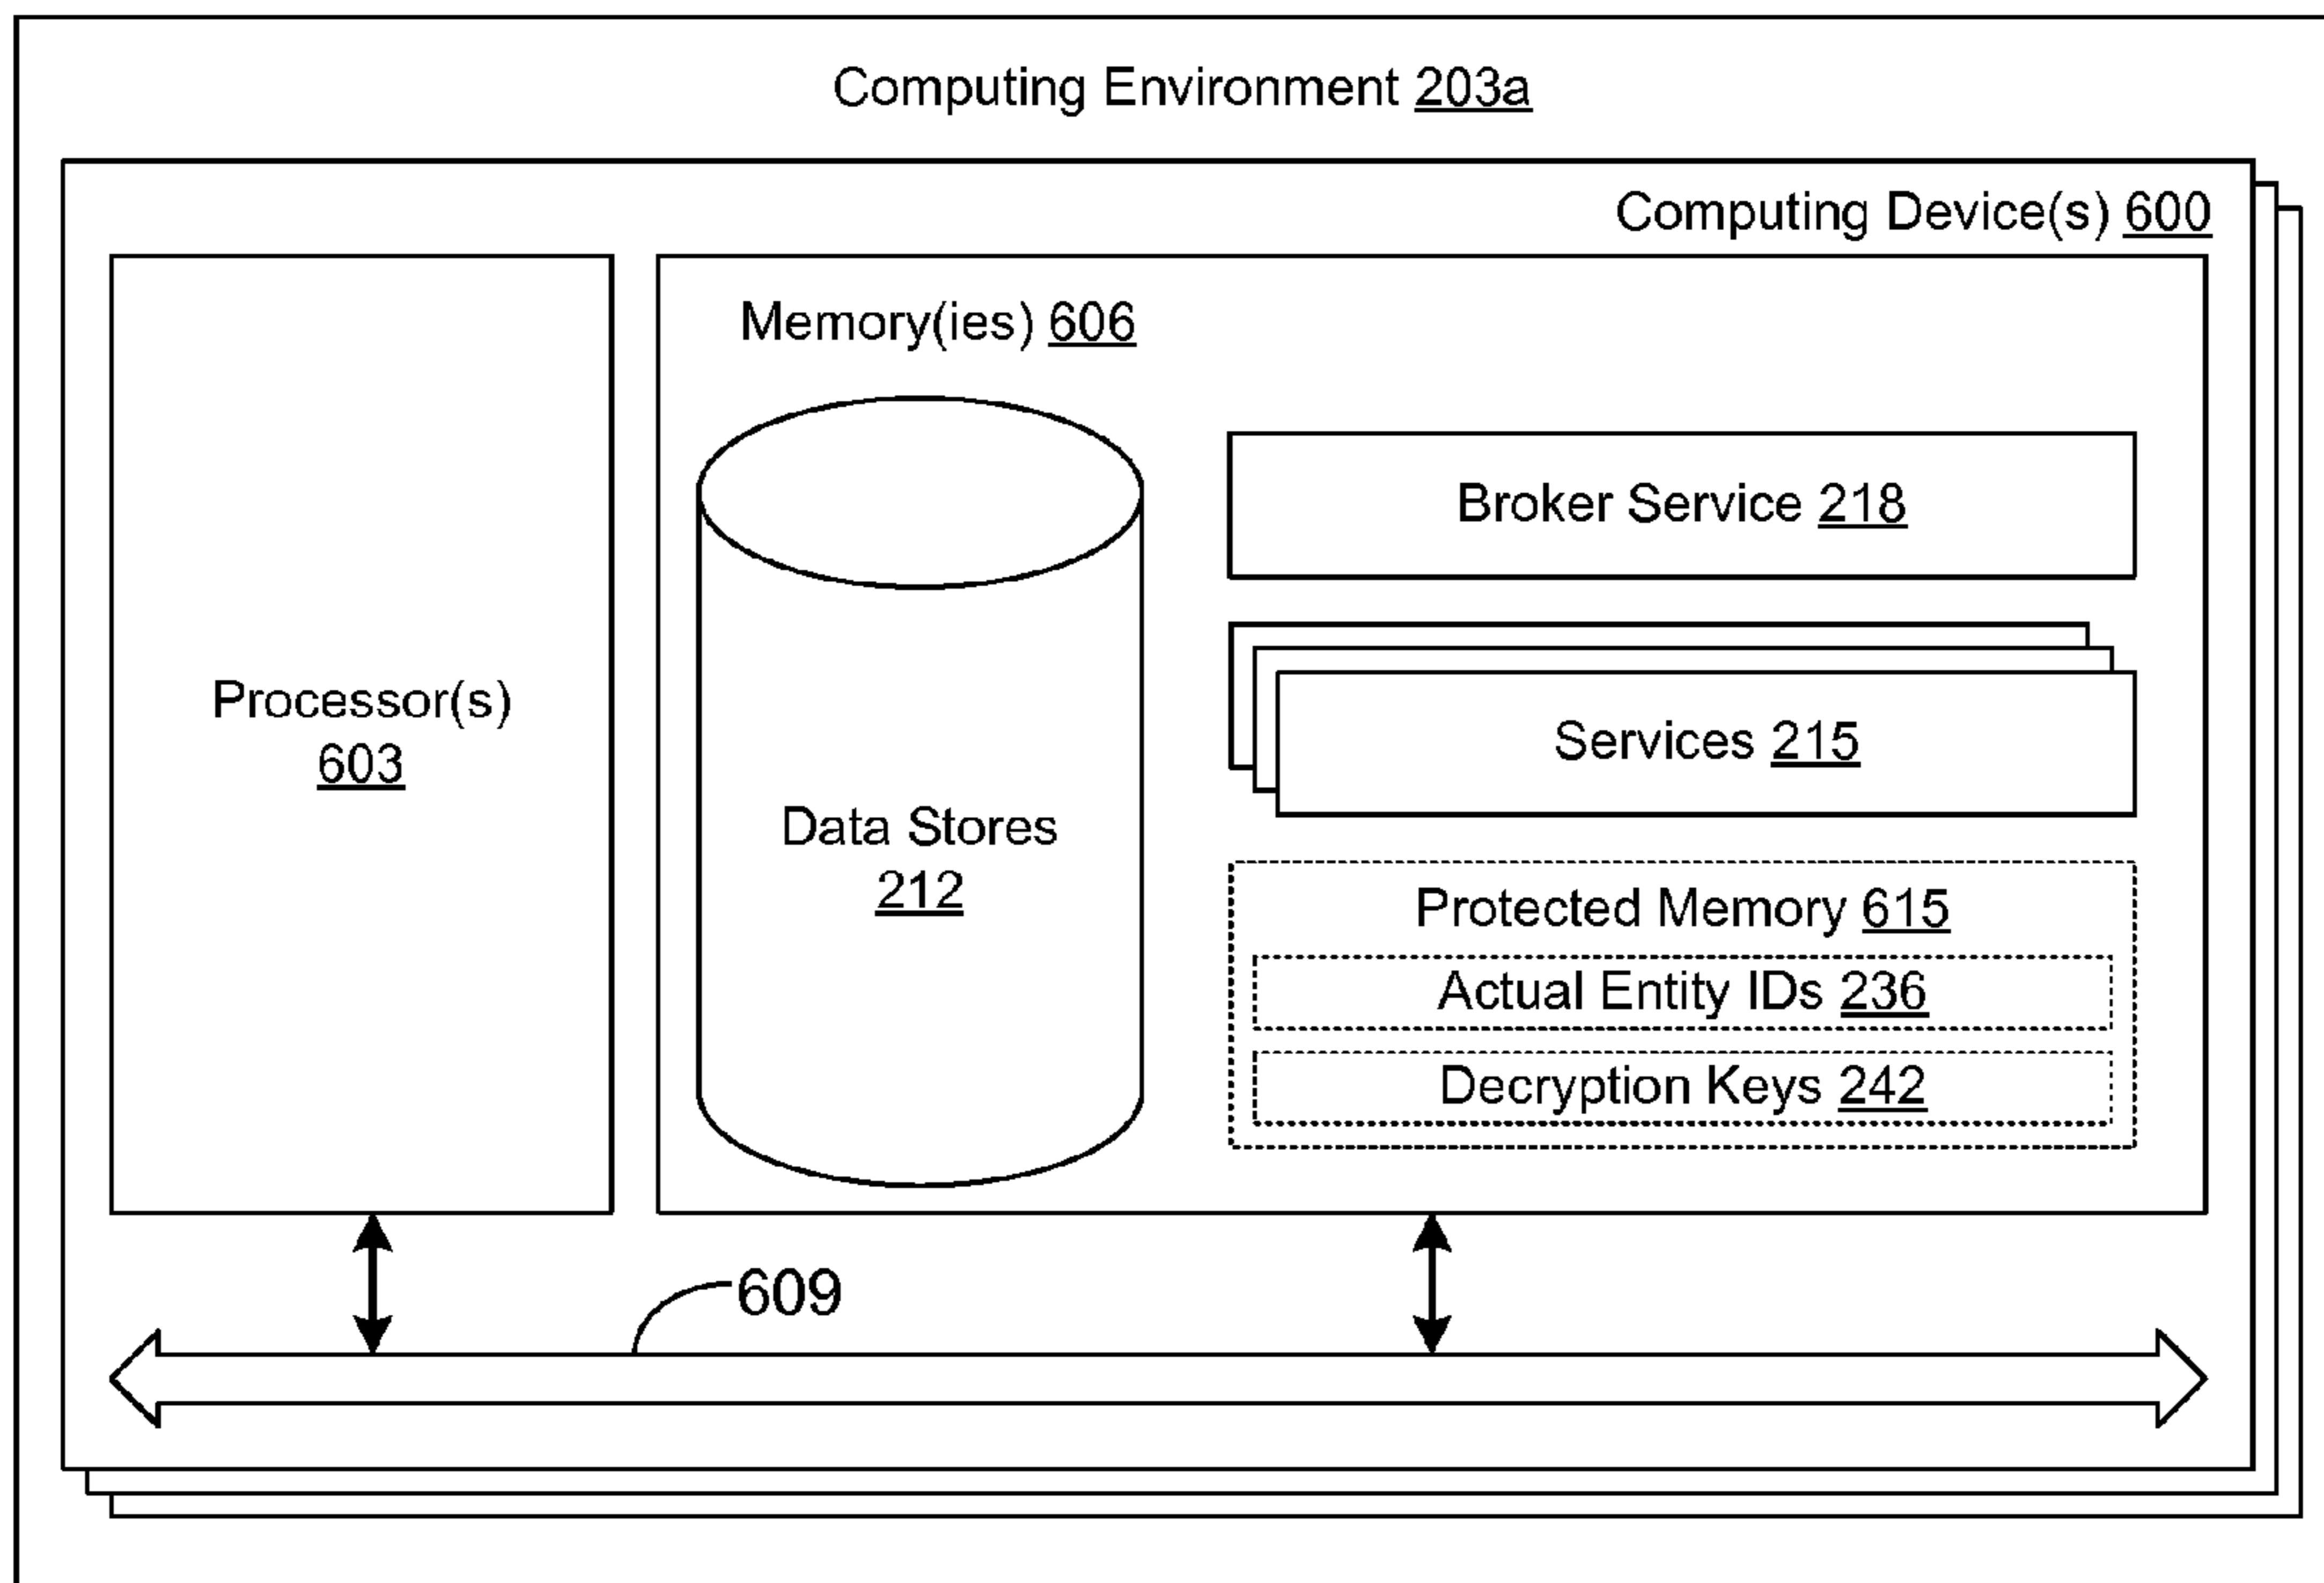 Computing Environment 203a
Computing Device(s) 600
Memory(ies) 606
Broker Service 218
Processor(s)
603
Services 215
Data Stores
212
Protected Memory 615
Actual Entity IDs 236
Decryption Keys 242
609